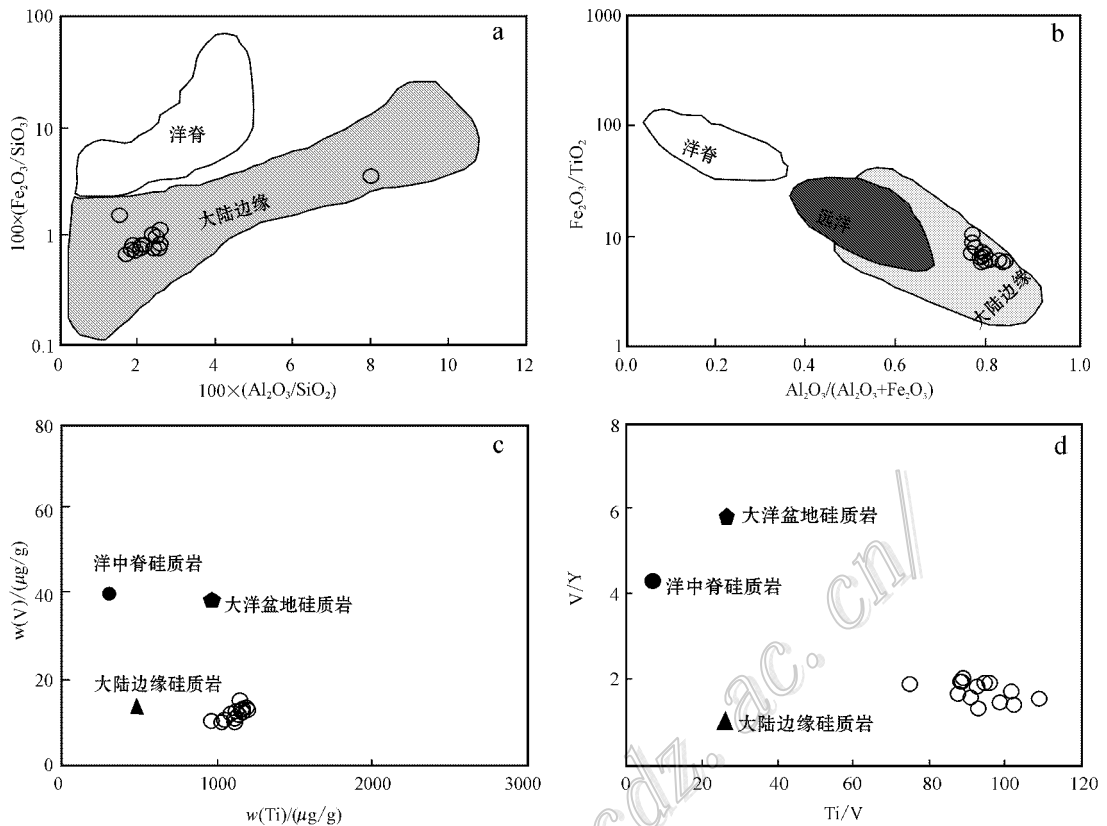 a
100
10
1
0.1
100×(Fe₂O₃/SiO₃)
洋脊
大陆边缘
0 2 4 6 8 10 12
100×(Al₂O₃/SiO₂)
b
1000
100
10
1
Fe₂O₃/TiO₂
洋脊
远洋
大陆边缘
0.0 0.2 0.4 0.6 0.8 1.0
Al₂O₃/(Al₂O₃+Fe₂O₃)
c
80
60
40
20
0
w(V)/(μg/g)
洋中脊硅质岩
大洋盆地硅质岩
大陆边缘硅质岩
0 1000 2000 3000
w(Ti)/(μg/g)
d
8
6
4
2
0
V/Y
大洋盆地硅质岩
洋中脊硅质岩
大陆边缘硅质岩
0 20 40 60 80 100 120
Ti/V
cdz.ac.cn/